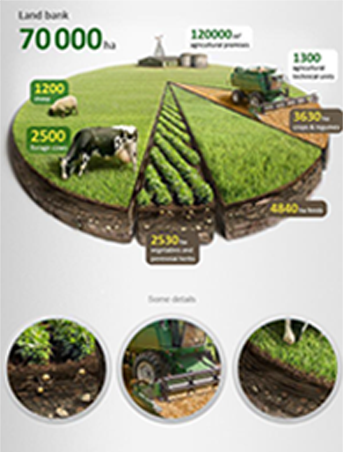 Land bank
70 000 ha
120000 m²
agricultural premises
1300
agricultural
technical units
1200
sheep
3630 ha
crops & legumes
2500
forage cows
4840 ha feeds
2530 ha
vegetables and
perennial herbs
Some details